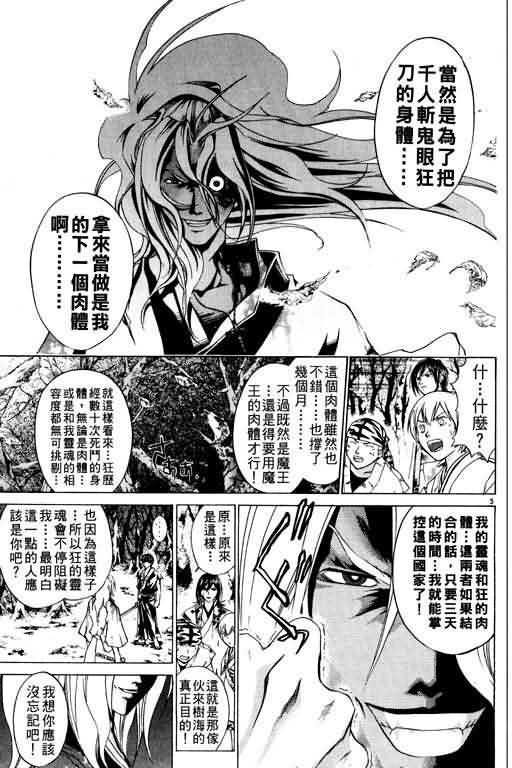 當然是為了把
千人斬鬼眼狂
刀的身體……
拿來當做是我
的下一個肉體
啊…………
什…什麼？
這個肉體雖然也
不錯…也撐了
幾個月……
不過既然是魔王
…還是得要用魔
王的肉體才行！
就這樣看來…狂歷
經數十次死鬥的身
體，無論是肉體…
或是和我靈魂的相
容度都無可挑剔…
5
我的靈魂和狂的肉
體…這兩者如果結
合的話，只要三天
的時間…我就能掌
控這個國家了！
原…原來
是這樣…
這就是那傢
伙來樹海的
真正目的！
也因為這樣子
…所以狂的靈
魂會不停阻礙
我……最明白
這一點的人應
該是你吧？
我想你應該
沒忘記吧！